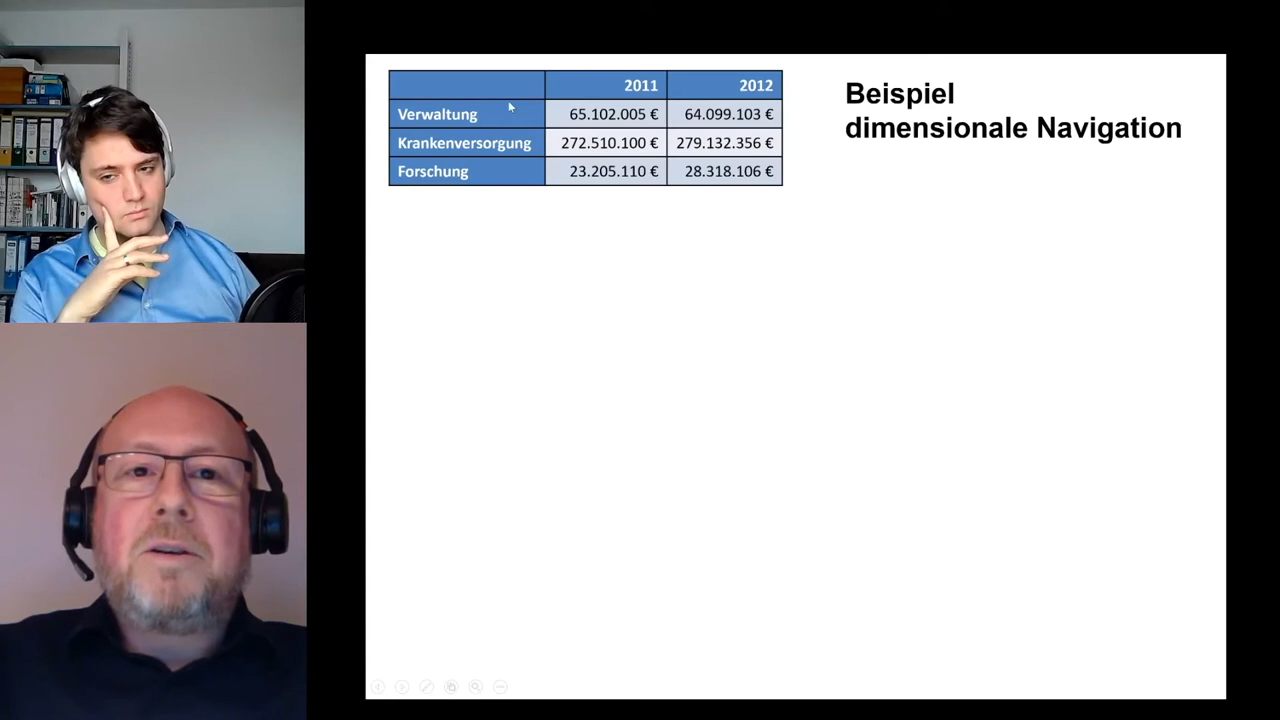 2011 2012
Verwaltung 65.102.005 € 64.099.103 €
Krankenversorgung 272.510.100 € 279.132.356 €
Forschung 23.205.110 € 28.318.106 €
Beispiel
dimensionale Navigation